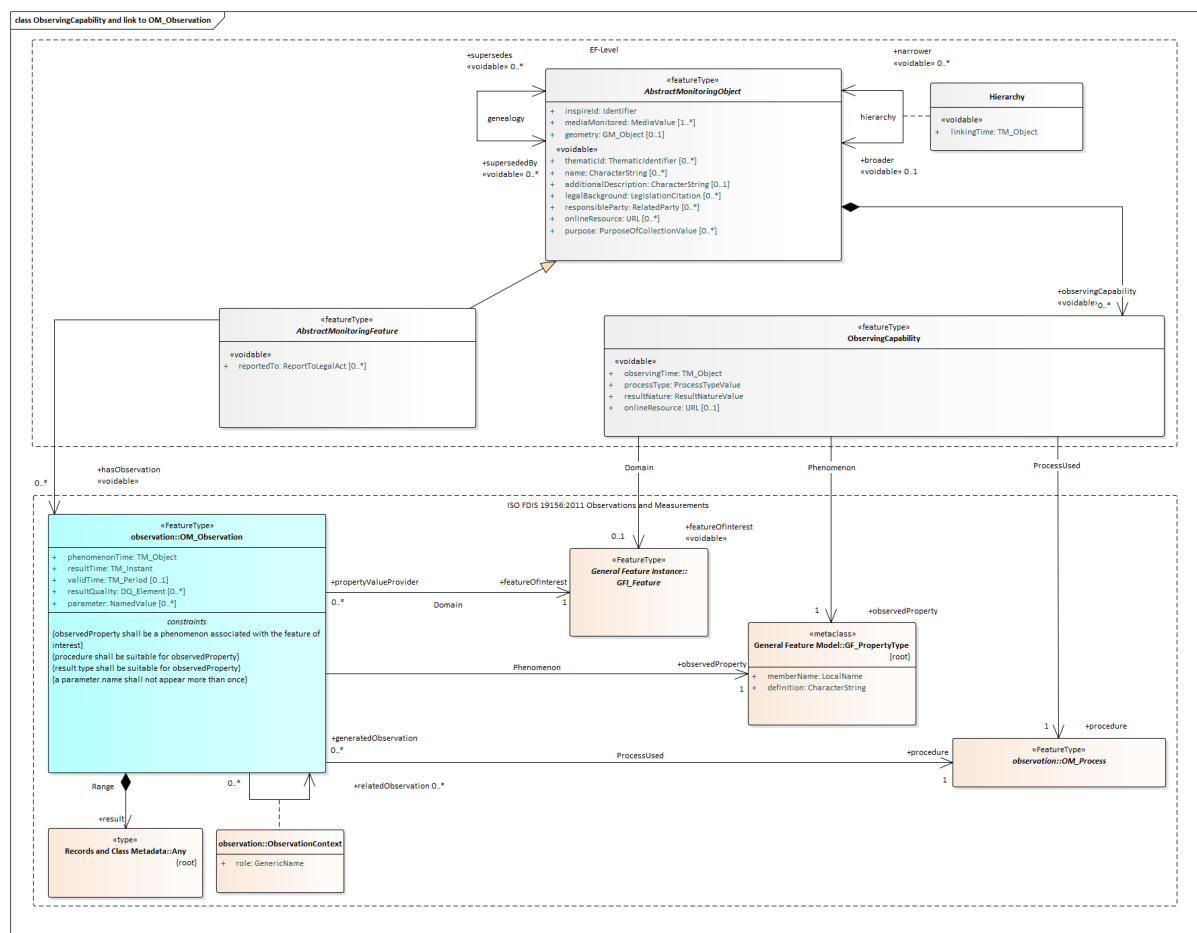 class ObservingCapability and link to OM_Observation
EF-Level
+supersedes
«voidable» 0..*
genealogy
+supersededBy
«voidable» 0..*
«featureType»
AbstractMonitoringObject
+ inspireId: Identifier
+ mediaMonitored: MediaValue [1..*]
+ geometry: GM_Object [0..1]
«voidable»
+ thematicId: ThematicIdentifier [0..*]
+ name: CharacterString [0..*]
+ additionalDescription: CharacterString [0..1]
+ legalBackground: LegislationCitation [0..*]
+ responsibleParty: RelatedParty [0..*]
+ onlineResource: URL [0..*]
+ purpose: PurposeOfCollectionValue [0..*]
+narrower
«voidable» 0..*
hierarchy
+broader
«voidable» 0..1
Hierarchy
«voidable»
+ linkingTime: TM_Object
+observingCapability
«voidable» 0..*
«featureType»
AbstractMonitoringFeature
«voidable»
+ reportedTo: ReportToLegalAct [0..*]
«featureType»
ObservingCapability
«voidable»
+ observingTime: TM_Object
+ processType: ProcessTypeValue
+ resultNature: ResultNatureValue
+ onlineResource: URL [0..1]
+hasObservation
0..* «voidable»
Domain
Phenomenon
ProcessUsed
ISO FDIS 19156:2011 Observations and Measurements
«FeatureType»
observation::OM_Observation
+ phenomenonTime: TM_Object
+ resultTime: TM_Instant
+ validTime: TM_Period [0..1]
+ resultQuality: DQ_Element [0..*]
+ parameter: NamedValue [0..*]
constraints
{observedProperty shall be a phenomenon associated with the feature of
interest}
{procedure shall be suitable for observedProperty}
{result type shall be suitable for observedProperty}
{a parameter.name shall not appear more than once}
+featureOfInterest
0..1 «voidable»
«FeatureType»
General Feature Instance::
GFI_Feature
+propertyValueProvider +featureOfInterest
0..* Domain 1
+observedProperty
1
«metaclass»
General Feature Model::GF_PropertyType
{root}
+ memberName: LocalName
+ definition: CharacterString
Phenomenon +observedProperty
1
+generatedObservation
0..*
ProcessUsed +procedure
1
1 +procedure
«FeatureType»
observation::OM_Process
Range
+result
0..* +relatedObservation 0..*
«type»
Records and Class Metadata::Any
{root}
observation::ObservationContext
+ role: GenericName